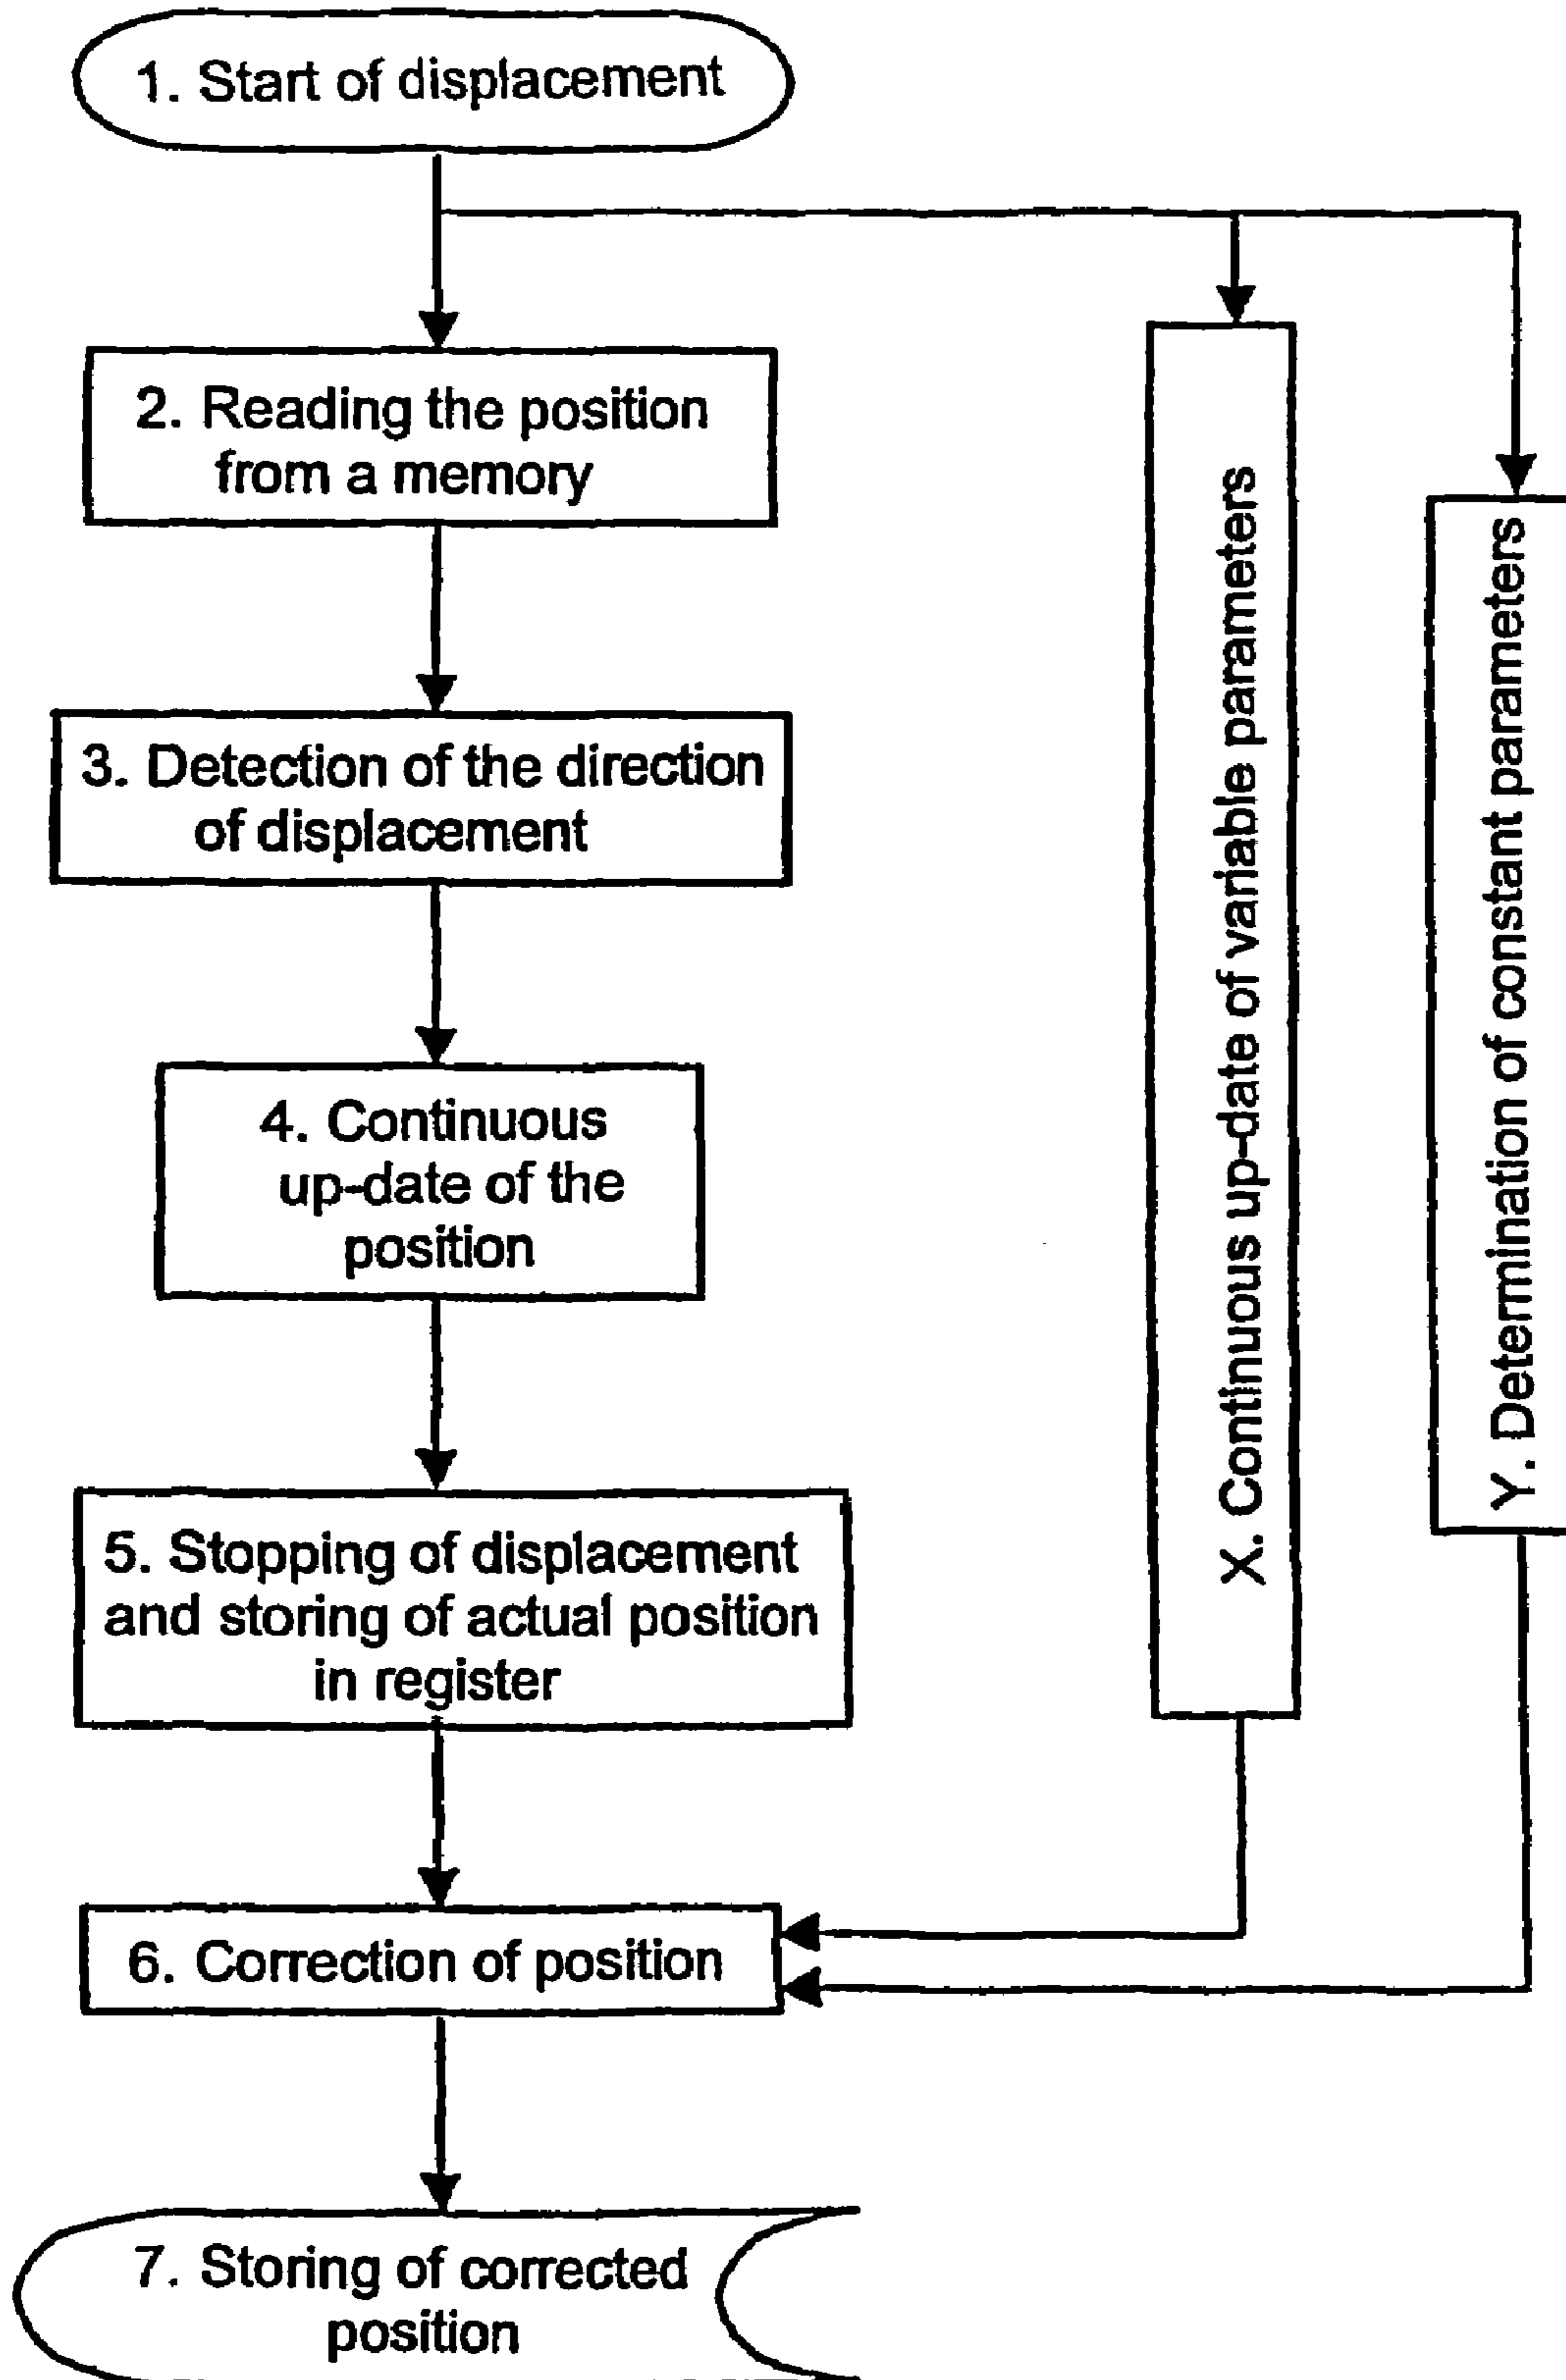 1. Start of displacement
2. Reading the position
from a memory
3. Detection of the direction
of displacement
4. Continuous
up-date of the
position
5. Stopping of displacement
and storing of actual position
in register
6. Correction of position
7. Storing of corrected
position
X. Continuous up-date of variable parameters
Y. Determination of constant parameters